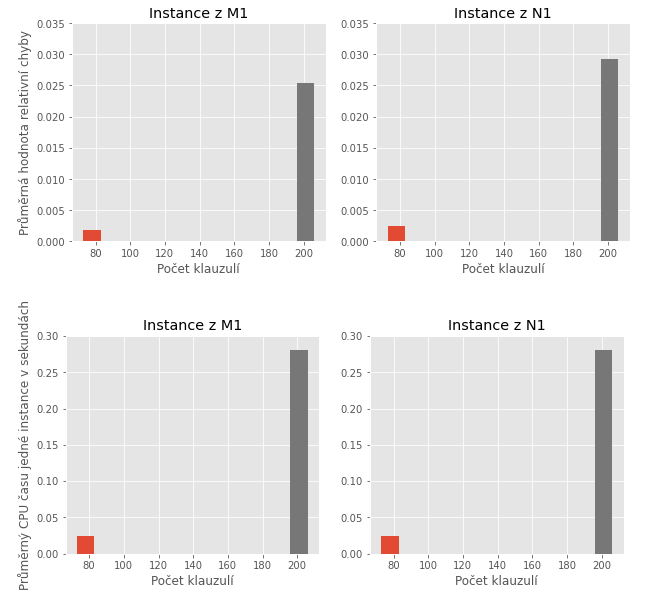 Instance z M1
Instance z N1
0.035
0.030
0.025
0.020
0.015
0.010
0.005
0.000
0.035
0.030
0.025
0.020
0.015
0.010
0.005
0.000
Průměrná hodnota relativní chyby
80 100 120 140 160 180 200
80 100 120 140 160 180 200
Počet klauzulí
Počet klauzulí
Instance z M1
Instance z N1
0.30
0.25
0.20
0.15
0.10
0.05
0.00
0.30
0.25
0.20
0.15
0.10
0.05
0.00
Průměrný CPU času jedné instance v sekundách
80 100 120 140 160 180 200
80 100 120 140 160 180 200
Počet klauzulí
Počet klauzulí